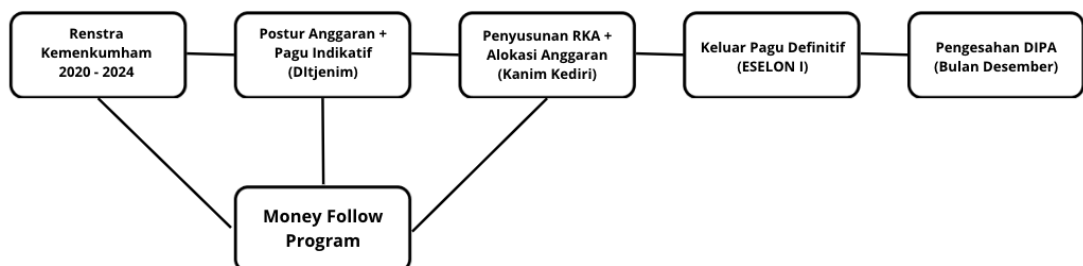 Renstra
Kemenkumham
2020 - 2024
Postur Anggaran +
Pagu Indikatif
(DItjenim)
Penyusunan RKA +
Alokasi Anggaran
(Kanim Kediri)
Keluar Pagu Definitif
(ESELON I)
Pengesahan DIPA
(Bulan Desember)
Money Follow
Program